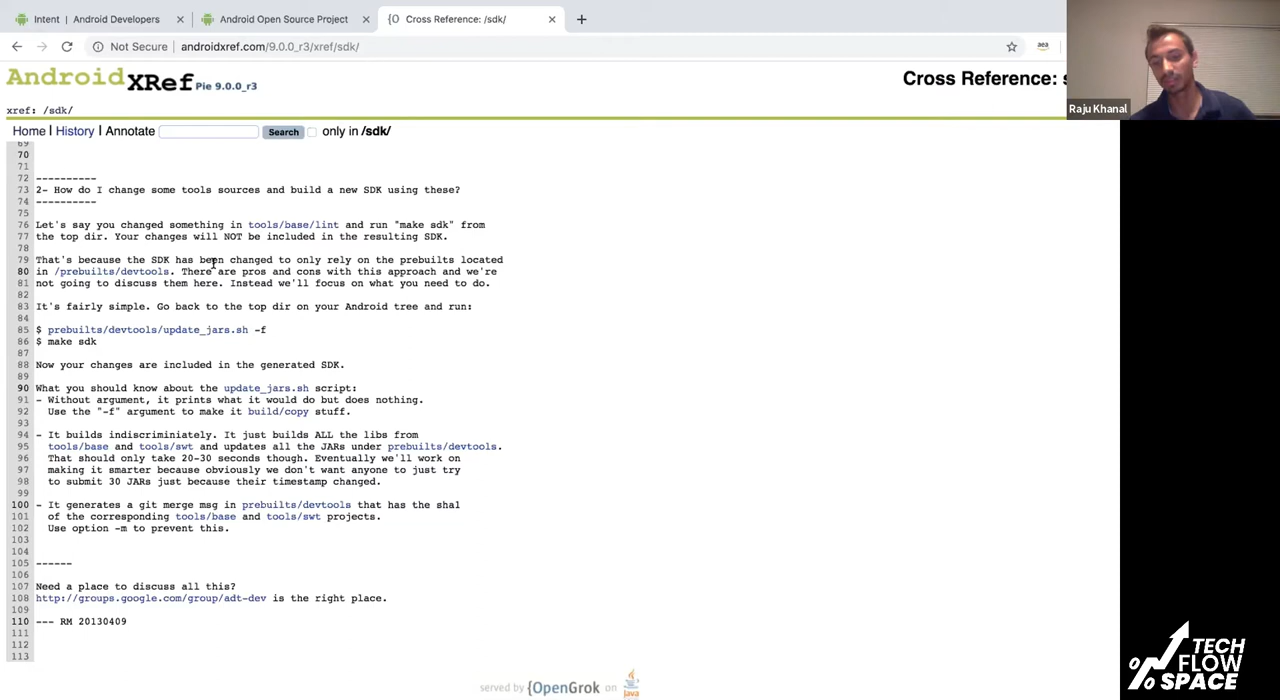 Intent | Android Developers
Android Open Source Project
{O Cross Reference: /sdk/
Not Secure | androidxref.com/9.0.0_r3/xref/sdk/
aea
AndroidXRef Pie 9.0.0_r3
Cross Reference: s
Raju Khanal
xref: /sdk/
Home | History | Annotate Search only in /sdk/
69
70
71
72 ----------
73 2- How do I change some tools sources and build a new SDK using these?
74 ----------
75
76 Let's say you changed something in tools/base/lint and run "make sdk" from
77 the top dir. Your changes will NOT be included in the resulting SDK.
78
79 That's because the SDK has been changed to only rely on the prebuilts located
80 in /prebuilts/devtools. There are pros and cons with this approach and we're
81 not going to discuss them here. Instead we'll focus on what you need to do.
82
83 It's fairly simple. Go back to the top dir on your Android tree and run:
84
85 $ prebuilts/devtools/update_jars.sh -f
86 $ make sdk
87
88 Now your changes are included in the generated SDK.
89
90 What you should know about the update_jars.sh script:
91 - Without argument, it prints what it would do but does nothing.
92 Use the "-f" argument to make it build/copy stuff.
93
94 - It builds indiscriminiately. It just builds ALL the libs from
95 tools/base and tools/swt and updates all the JARs under prebuilts/devtools.
96 That should only take 20-30 seconds though. Eventually we'll work on
97 making it smarter because obviously we don't want anyone to just try
98 to submit 30 JARs just because their timestamp changed.
99
100 - It generates a git merge msg in prebuilts/devtools that has the sha1
101 of the corresponding tools/base and tools/swt projects.
102 Use option -m to prevent this.
103
104
105 ------
106
107 Need a place to discuss all this?
108 http://groups.google.com/group/adt-dev is the right place.
109
110 --- RM 20130409
111
112
113
served by {OpenGrok on Java
TECH
FLOW
SPACE